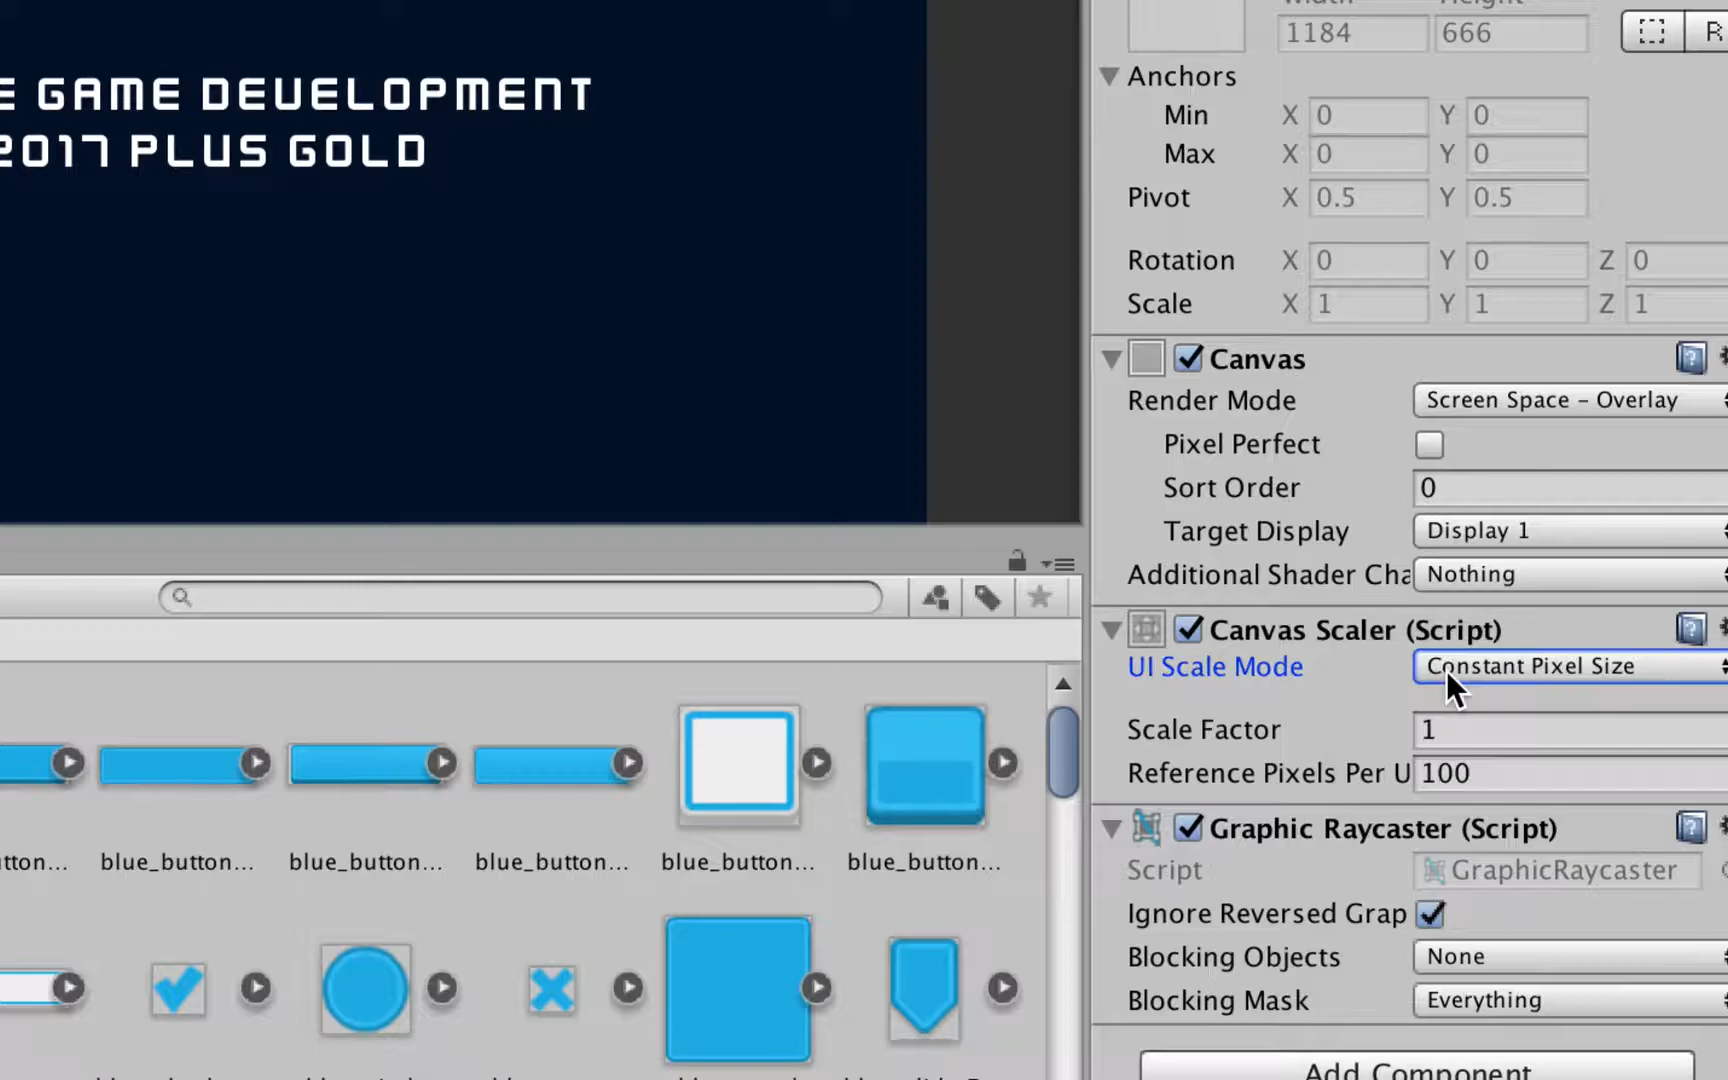 Width Height
1184 666 R
E GAME DEVELOPMENT
2017 PLUS GOLD
Anchors
Min X 0 Y 0
Max X 0 Y 0
Pivot X 0.5 Y 0.5
Rotation X 0 Y 0 Z 0
Scale X 1 Y 1 Z 1
Canvas
Render Mode Screen Space - Overlay
Pixel Perfect
Sort Order 0
Target Display Display 1
Additional Shader Cha Nothing
Canvas Scaler (Script)
UI Scale Mode Constant Pixel Size
Scale Factor 1
Reference Pixels Per U 100
Graphic Raycaster (Script)
Script GraphicRaycaster
Ignore Reversed Grap
Blocking Objects None
Blocking Mask Everything
Add Component
tton... blue_button... blue_button... blue_button... blue_button... blue_button...